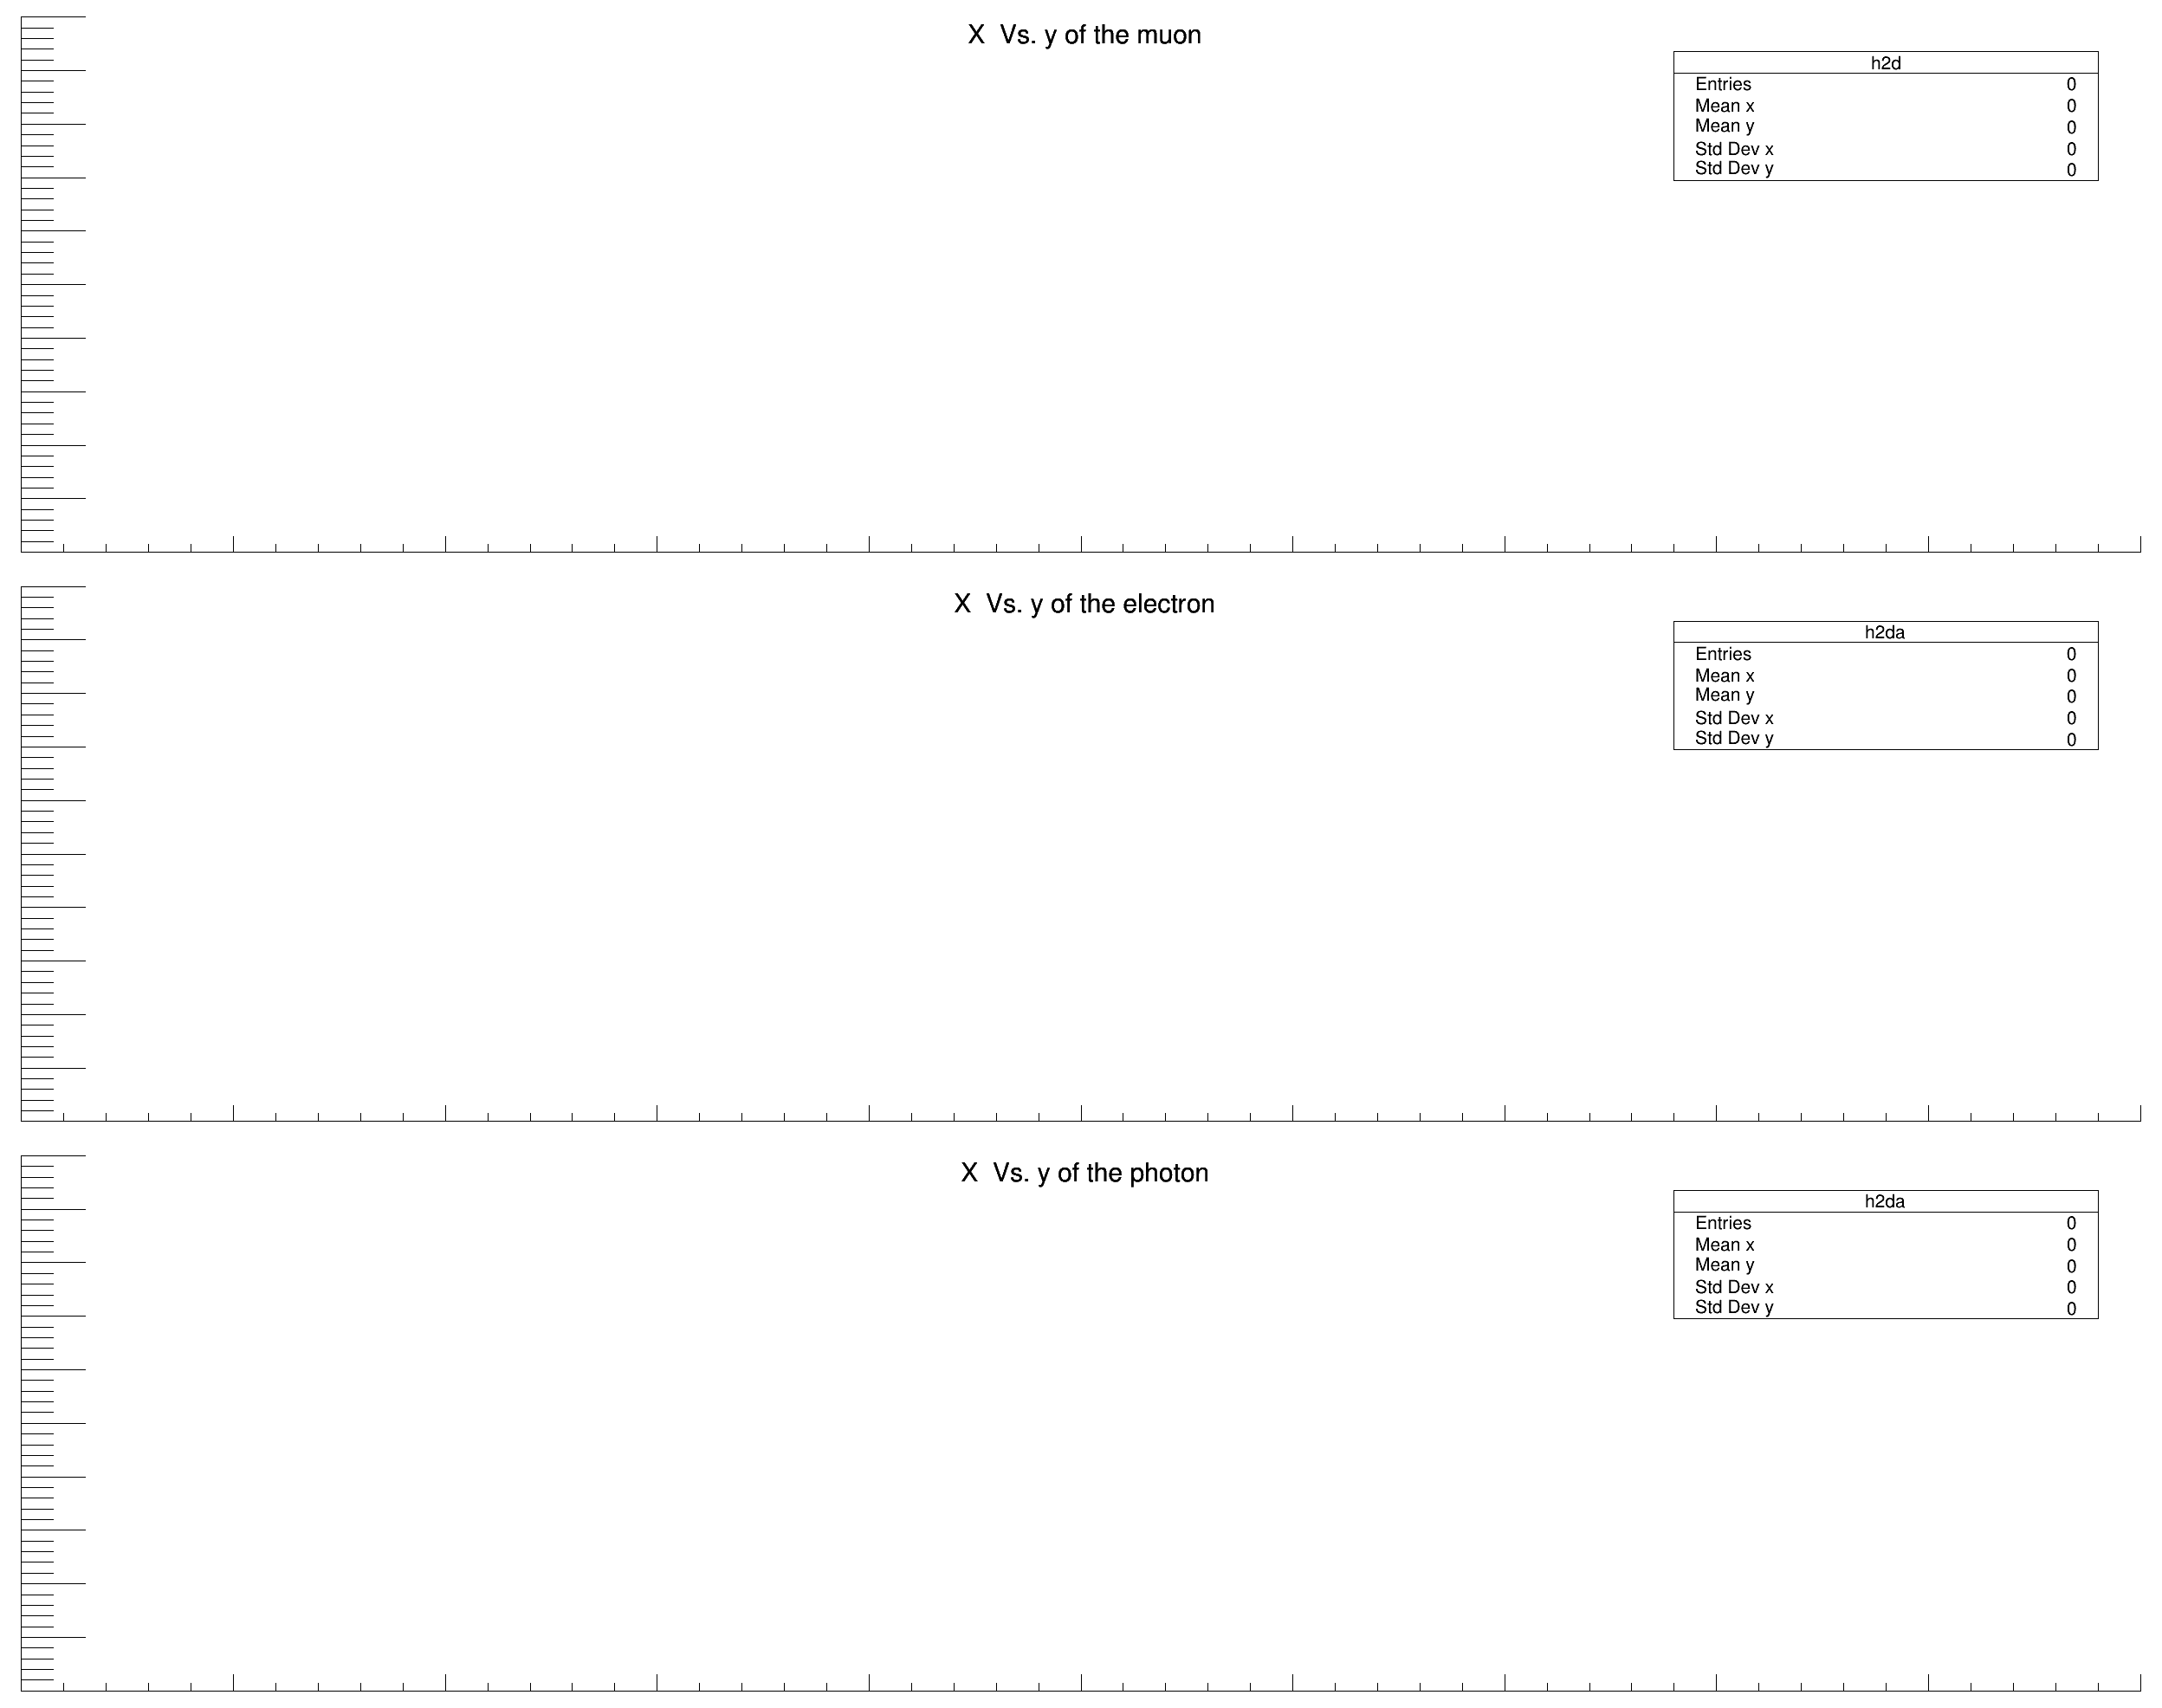 X  Vs. y of the muon
h2d
Entries 0
Mean x 0
Mean y 0
Std Dev x 0
Std Dev y 0
X  Vs. y of the electron
h2da
Entries 0
Mean x 0
Mean y 0
Std Dev x 0
Std Dev y 0
X  Vs. y of the photon
h2da
Entries 0
Mean x 0
Mean y 0
Std Dev x 0
Std Dev y 0